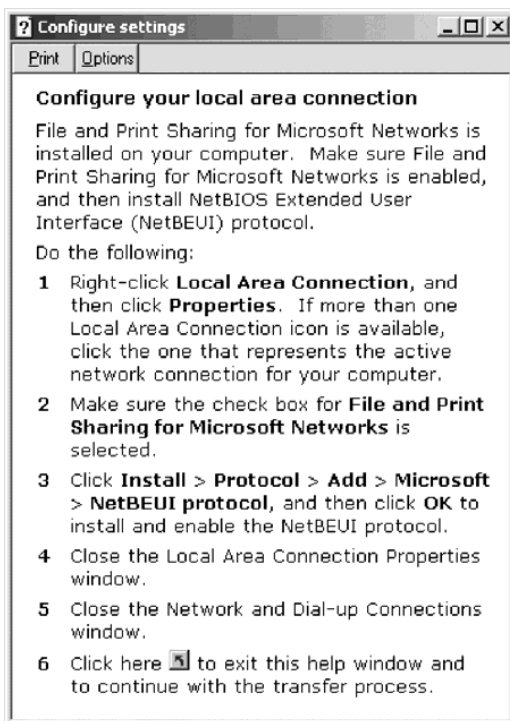 Configure settings
Print Options
Configure your local area connection
File and Print Sharing for Microsoft Networks is
installed on your computer. Make sure File and
Print Sharing for Microsoft Networks is enabled,
and then install NetBIOS Extended User
Interface (NetBEUI) protocol.
Do the following:
1 Right-click Local Area Connection, and
then click Properties. If more than one
Local Area Connection icon is available,
click the one that represents the active
network connection for your computer.
2 Make sure the check box for File and Print
Sharing for Microsoft Networks is
selected.
3 Click Install > Protocol > Add > Microsoft
> NetBEUI protocol, and then click OK to
install and enable the NetBEUI protocol.
4 Close the Local Area Connection Properties
window.
5 Close the Network and Dial-up Connections
window.
6 Click here to exit this help window and
to continue with the transfer process.